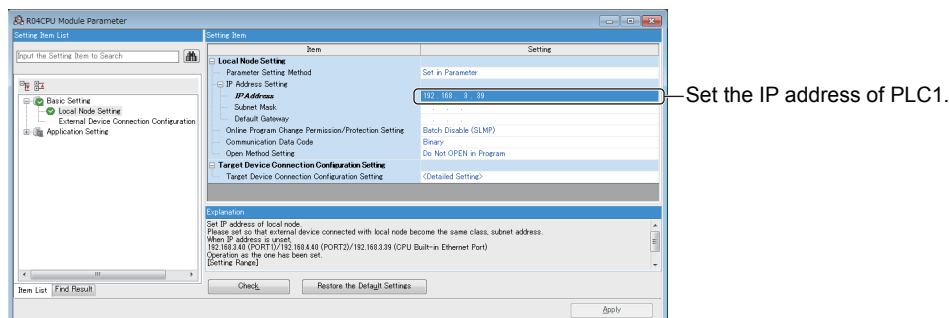 R04CPU Module Parameter
Setting Item List
Setting Item
Input the Setting Item to Search
Item
Setting
Local Node Setting
Parameter Setting Method
Set in Parameter
IP Address Setting
IP Address
192 . 168 . 3 . 39
Set the IP address of PLC1.
Subnet Mask
. . .
Default Gateway
. . .
Online Program Change Permission/Protection Setting
Batch Disable (SLMP)
Communication Data Code
Binary
Open Method Setting
Do Not OPEN in Program
Target Device Connection Configuration Setting
Target Device Connection Configuration Setting
<Detailed Setting>
Basic Setting
Local Node Setting
External Device Connection Configuration
Application Setting
Explanation
Set IP address of local node.
Please set so that external device connected with local node become the same class, subnet address.
When IP address is unset,
192.168.3.40 (PORT1)/192.168.4.40 (PORT2)/192.168.3.39 (CPU Built-in Ethernet Port)
Operation as the one has been set.
[Setting Range]
Item List
Find Result
Check
Restore the Default Settings
Apply